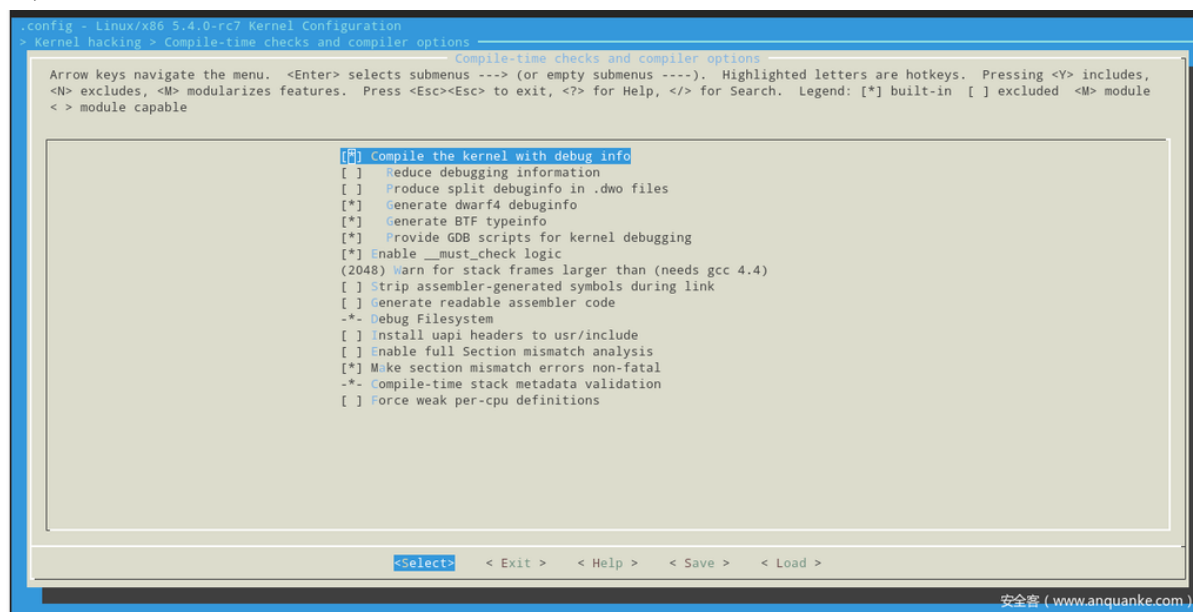 .config - Linux/x86 5.4.0-rc7 Kernel Configuration
> Kernel hacking > Compile-time checks and compiler options
Compile-time checks and compiler options
Arrow keys navigate the menu. <Enter> selects submenus ---> (or empty submenus ----). Highlighted letters are hotkeys. Pressing <Y> includes,
<N> excludes, <M> modularizes features. Press <Esc><Esc> to exit, <?> for Help, </> for Search. Legend: [*] built-in [ ] excluded <M> module
< > module capable
[*] Compile the kernel with debug info
[ ] Reduce debugging information
[ ] Produce split debuginfo in .dwo files
[*] Generate dwarf4 debuginfo
[*] Generate BTF typeinfo
[*] Provide GDB scripts for kernel debugging
[*] Enable __must_check logic
(2048) Warn for stack frames larger than (needs gcc 4.4)
[ ] Strip assembler-generated symbols during link
[ ] Generate readable assembler code
-*- Debug Filesystem
[ ] Install uapi headers to usr/include
[ ] Enable full Section mismatch analysis
[*] Make section mismatch errors non-fatal
-*- Compile-time stack metadata validation
[ ] Force weak per-cpu definitions
<Select> < Exit > < Help > < Save > < Load >
安全客 ( www.anquanke.com )